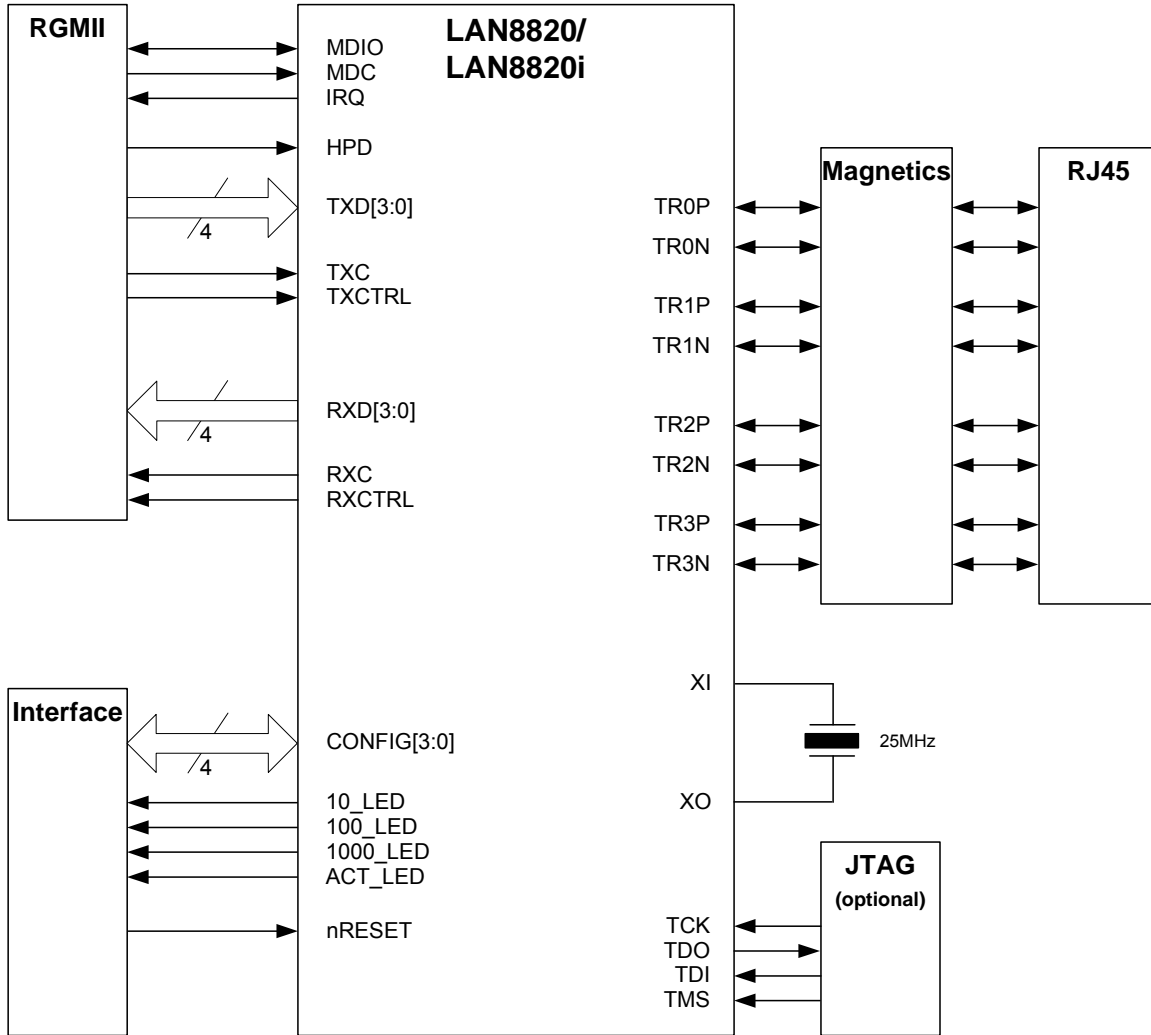 RGMII
LAN8820/
LAN8820i
MDIO
MDC
IRQ
HPD
TXD[3:0]
4
TXC
TXCTRL
RXD[3:0]
4
RXC
RXCTRL
Magnetics
RJ45
TR0P
TR0N
TR1P
TR1N
TR2P
TR2N
TR3P
TR3N
XI
25MHz
XO
Interface
CONFIG[3:0]
4
10_LED
100_LED
1000_LED
ACT_LED
nRESET
JTAG
(optional)
TCK
TDO
TDI
TMS